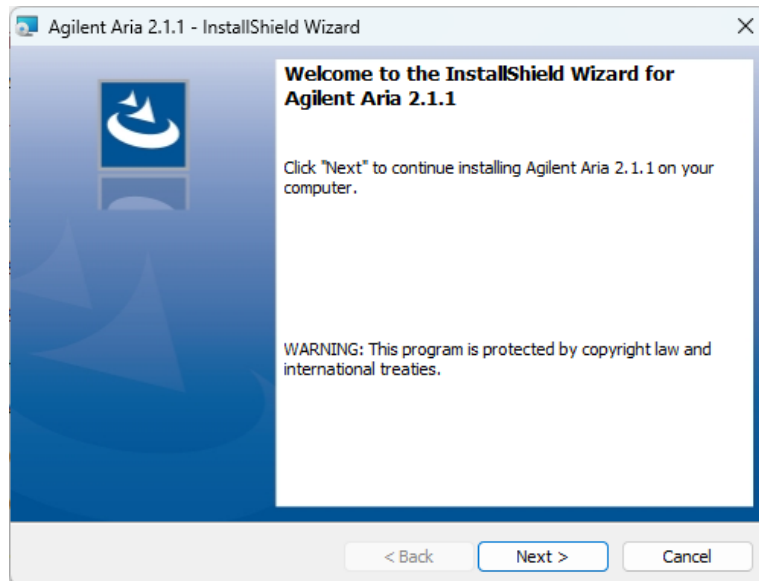 Agilent Aria 2.1.1 - InstallShield Wizard
Welcome to the InstallShield Wizard for
Agilent Aria 2.1.1
Click "Next" to continue installing Agilent Aria 2.1.1 on your
computer.
WARNING: This program is protected by copyright law and
international treaties.
< Back
Next >
Cancel